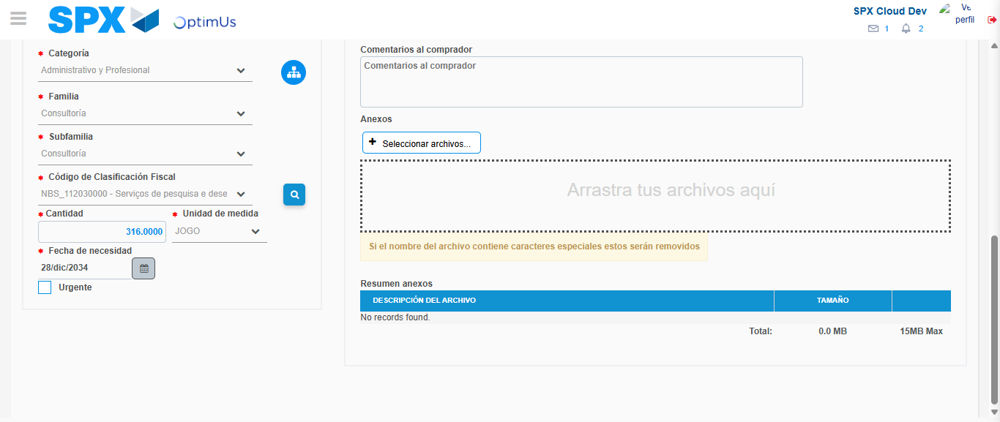 SPX OptimUs
SPX Cloud Dev
1 2
Ve
perfil
* Categoría
Administrativo y Profesional
* Familia
Consultoría
* Subfamilia
Consultoría
* Código de Clasificación Fiscal
NBS_112030000 - Serviços de pesquisa e dese
* Cantidad * Unidad de medida
316.0000 JOGO
* Fecha de necesidad
28/dic/2034
Urgente
Comentarios al comprador
Comentarios al comprador
Anexos
+ Seleccionar archivos...
Arrastra tus archivos aquí
Si el nombre del archivo contiene caracteres especiales estos serán removidos
Resumen anexos
DESCRIPCIÓN DEL ARCHIVO TAMAÑO
No records found.
Total: 0.0 MB 15MB Max